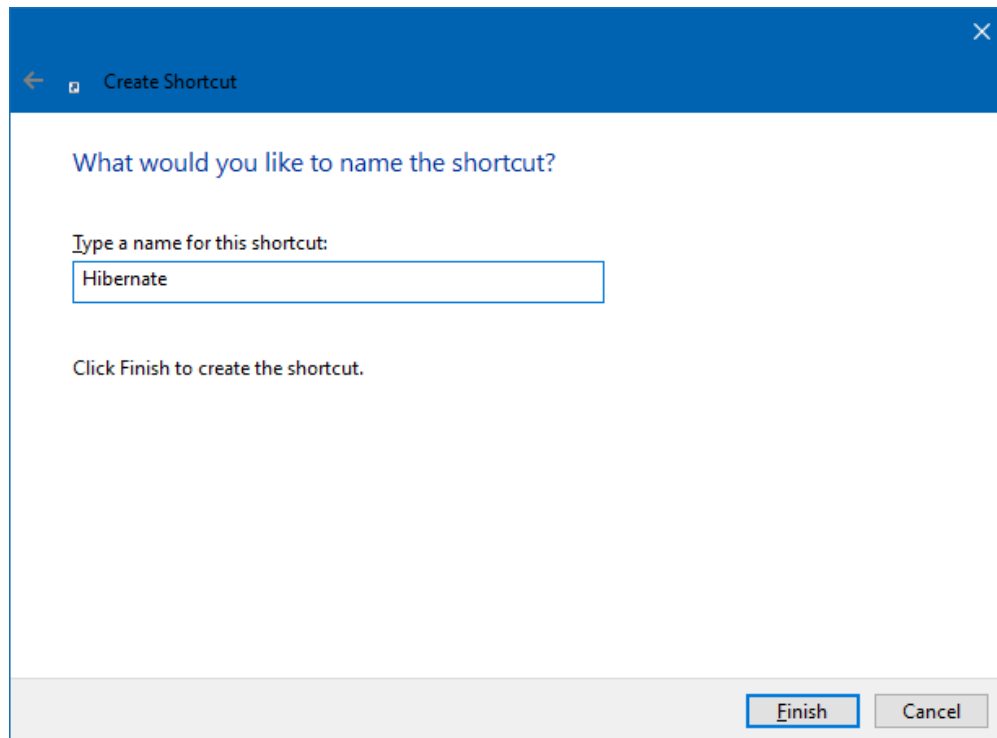 Create Shortcut
What would you like to name the shortcut?
Type a name for this shortcut:
Hibernate
Click Finish to create the shortcut.
Finish Cancel